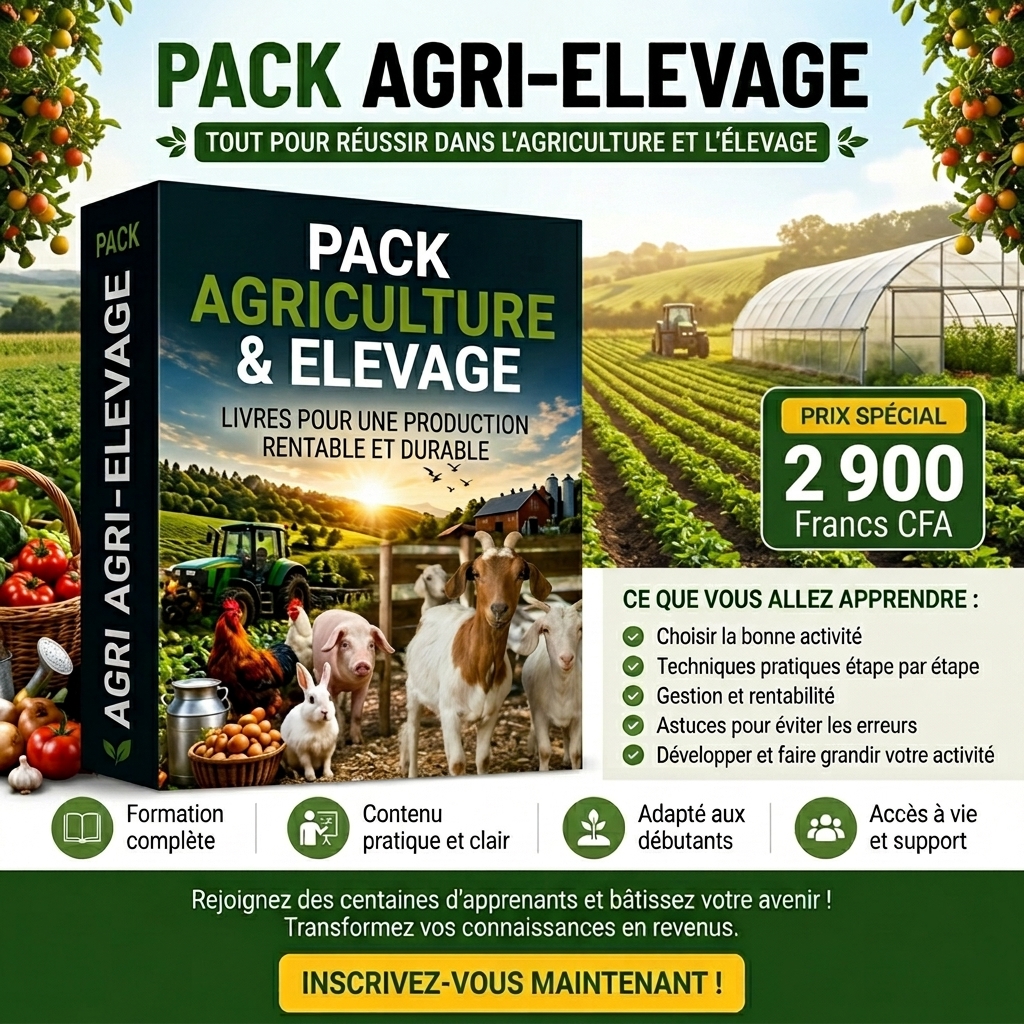 PACK AGRI-ELEVAGE
TOUT POUR RÉUSSIR DANS L'AGRICULTURE ET L'ÉLEVAGE
PACK
AGRI AGRI-ELEVAGE
PACK
AGRICULTURE
& ELEVAGE
LIVRES POUR UNE PRODUCTION
RENTABLE ET DURABLE
PRIX SPÉCIAL
2 900
Francs CFA
CE QUE VOUS ALLEZ APPRENDRE :
Choisir la bonne activité
Techniques pratiques étape par étape
Gestion et rentabilité
Astuces pour éviter les erreurs
Développer et faire grandir votre activité
Formation
complète
Contenu
pratique et clair
Adapté aux
débutants
Accès à vie
et support
Rejoignez des centaines d'apprenants et bâtissez votre avenir !
Transformez vos connaissances en revenus.
INSCRIVEZ-VOUS MAINTENANT !